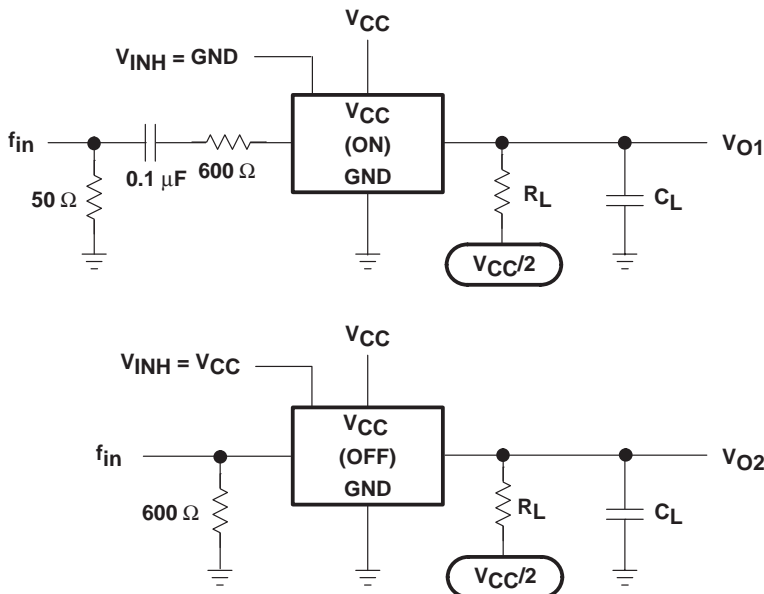 VCC
VINH = GND
VCC
(ON)
GND
fin
0.1 μF
600 Ω
50 Ω
VO1
RL
CL
VCC/2
VCC
VINH = VCC
VCC
(OFF)
GND
fin
600 Ω
VO2
RL
CL
VCC/2